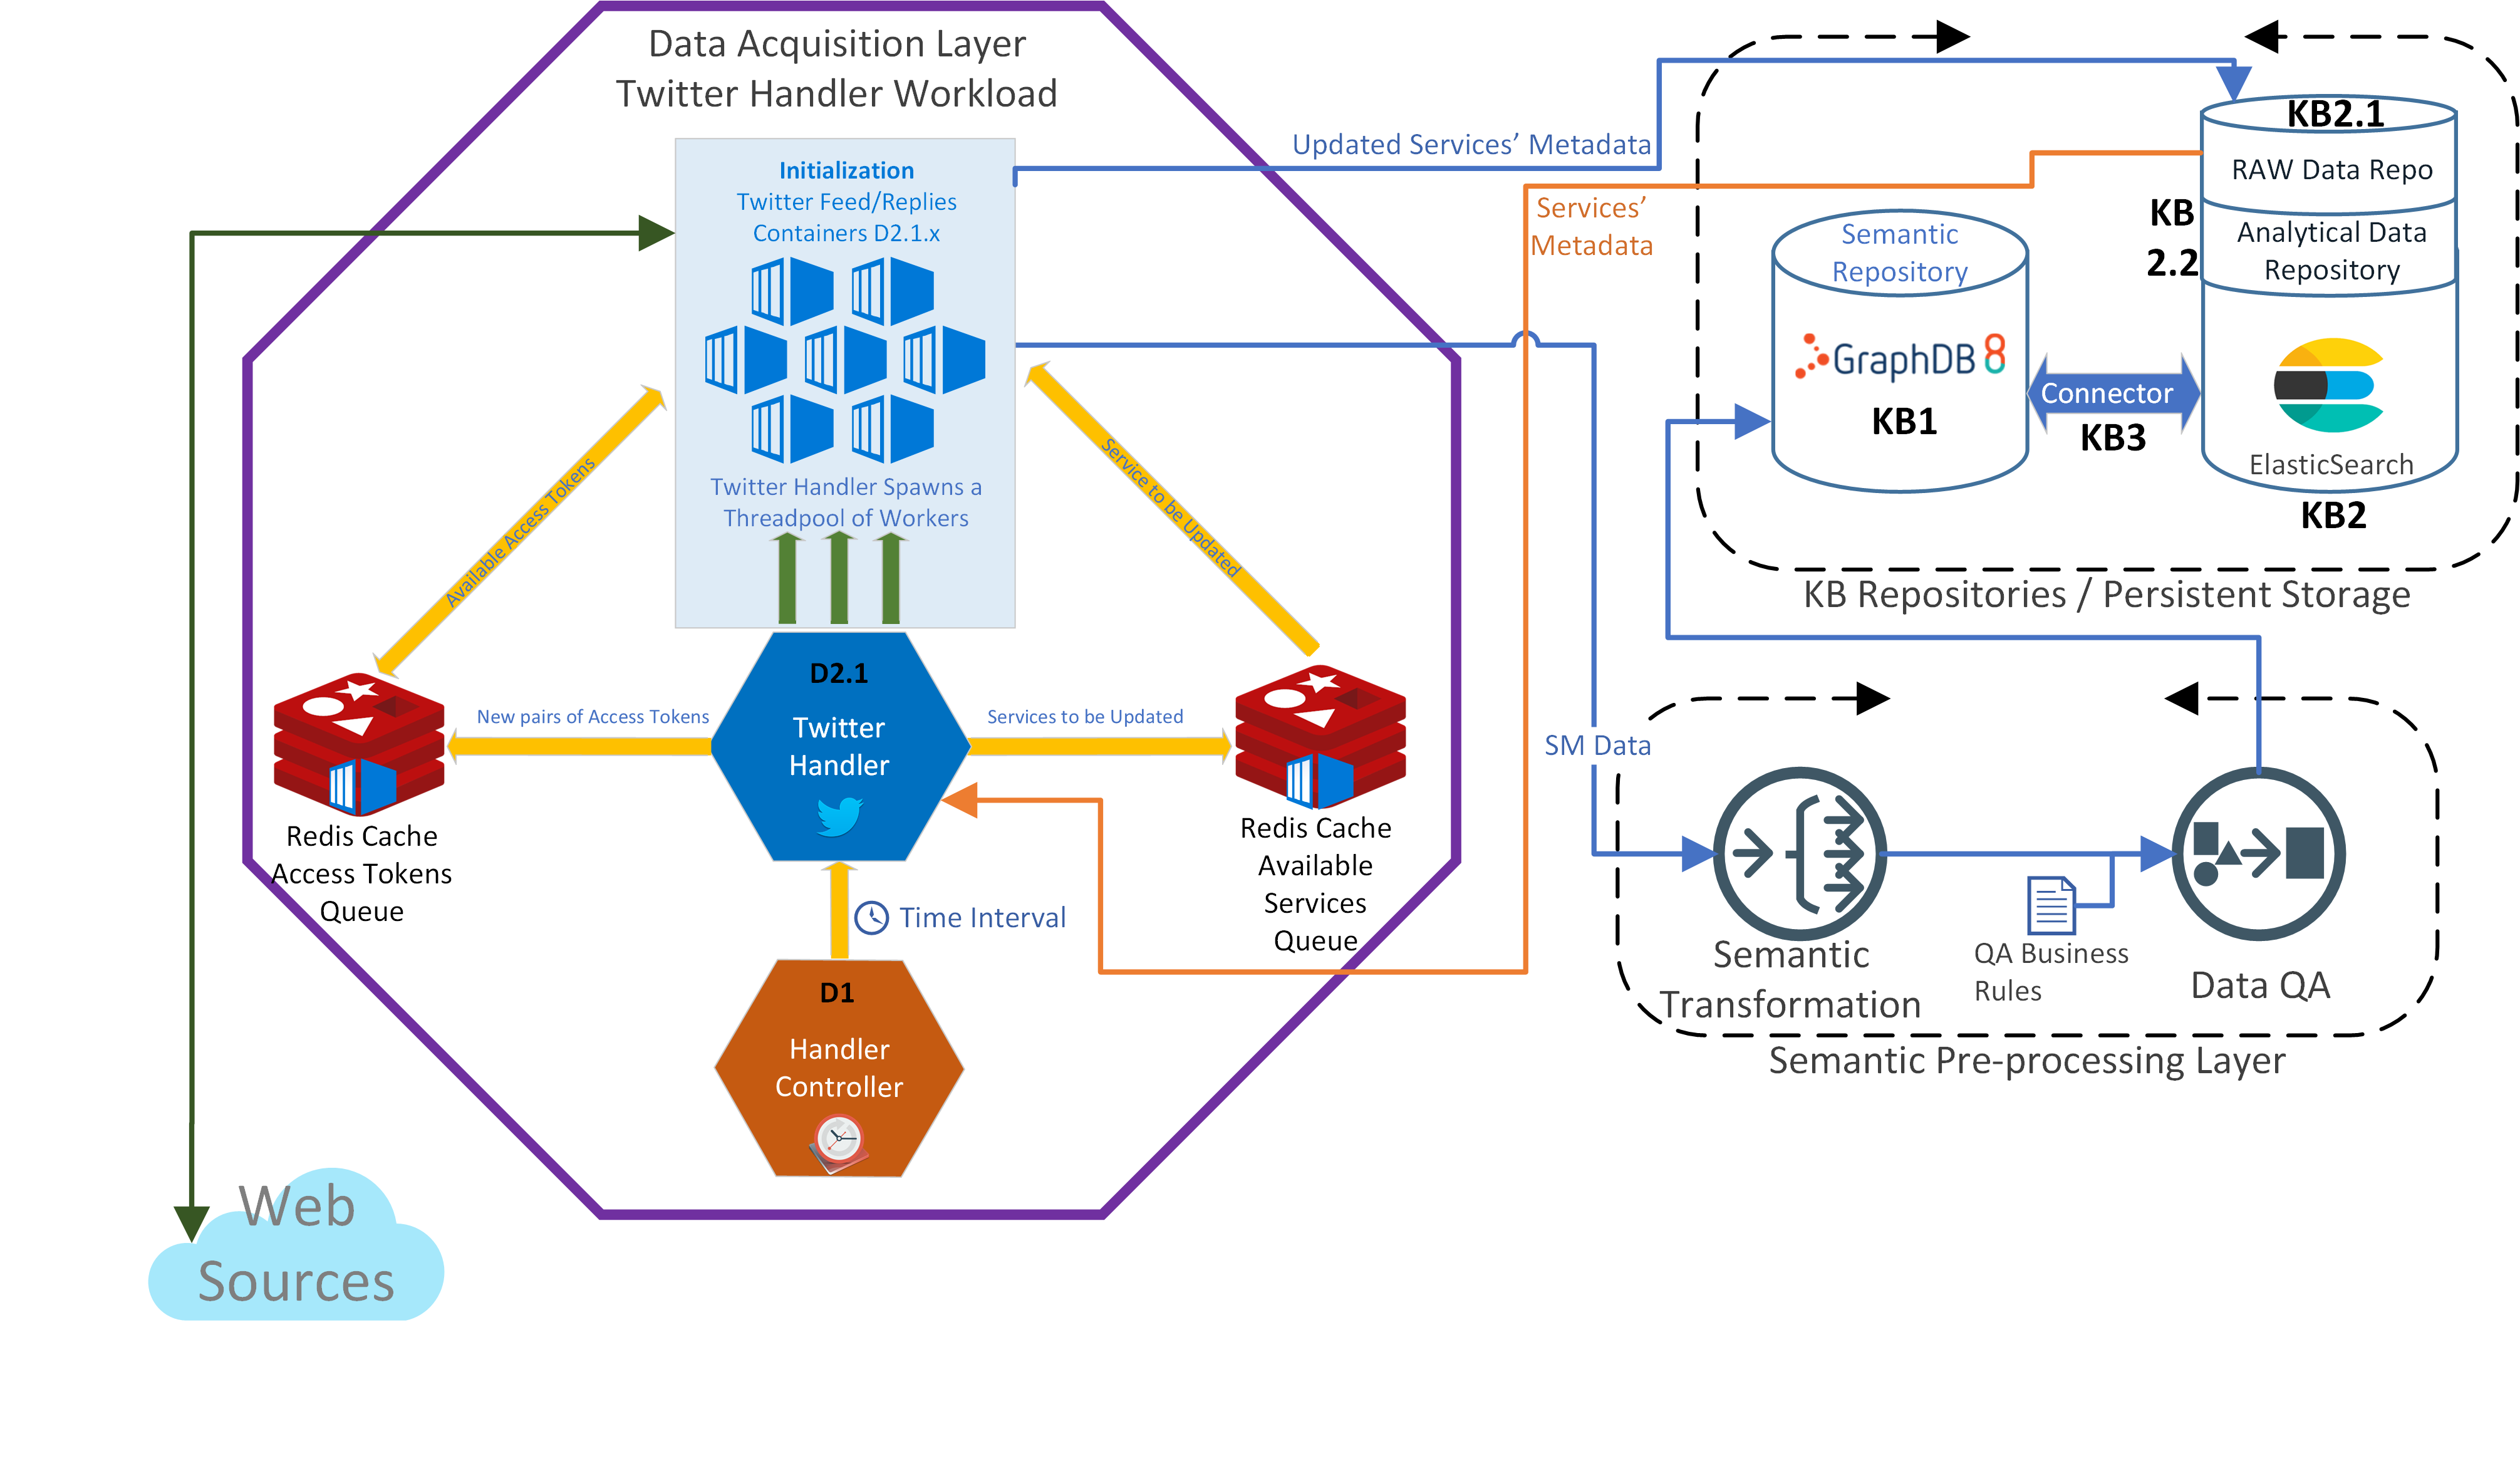 Data Acquisition Layer
Twitter Handler Workload
Initialization
Twitter Feed/Replies
Containers D2.1.x
Twitter Handler Spawns a
Threadpool of Workers
Available Access Tokens
Service to be Updated
D2.1
Twitter
Handler
New pairs of Access Tokens
Services to be Updated
Redis Cache
Access Tokens
Queue
Redis Cache
Available
Services
Queue
Time Interval
D1
Handler
Controller
Web
Sources
Updated Services’ Metadata
Services’
Metadata
SM Data
KB2.1
RAW Data Repo
KB
2.2
Analytical Data
Repository
Semantic
Repository
GraphDB 8
KB1
Connector
KB3
ElasticSearch
KB2
KB Repositories / Persistent Storage
Semantic
Transformation
QA Business
Rules
Data QA
Semantic Pre-processing Layer